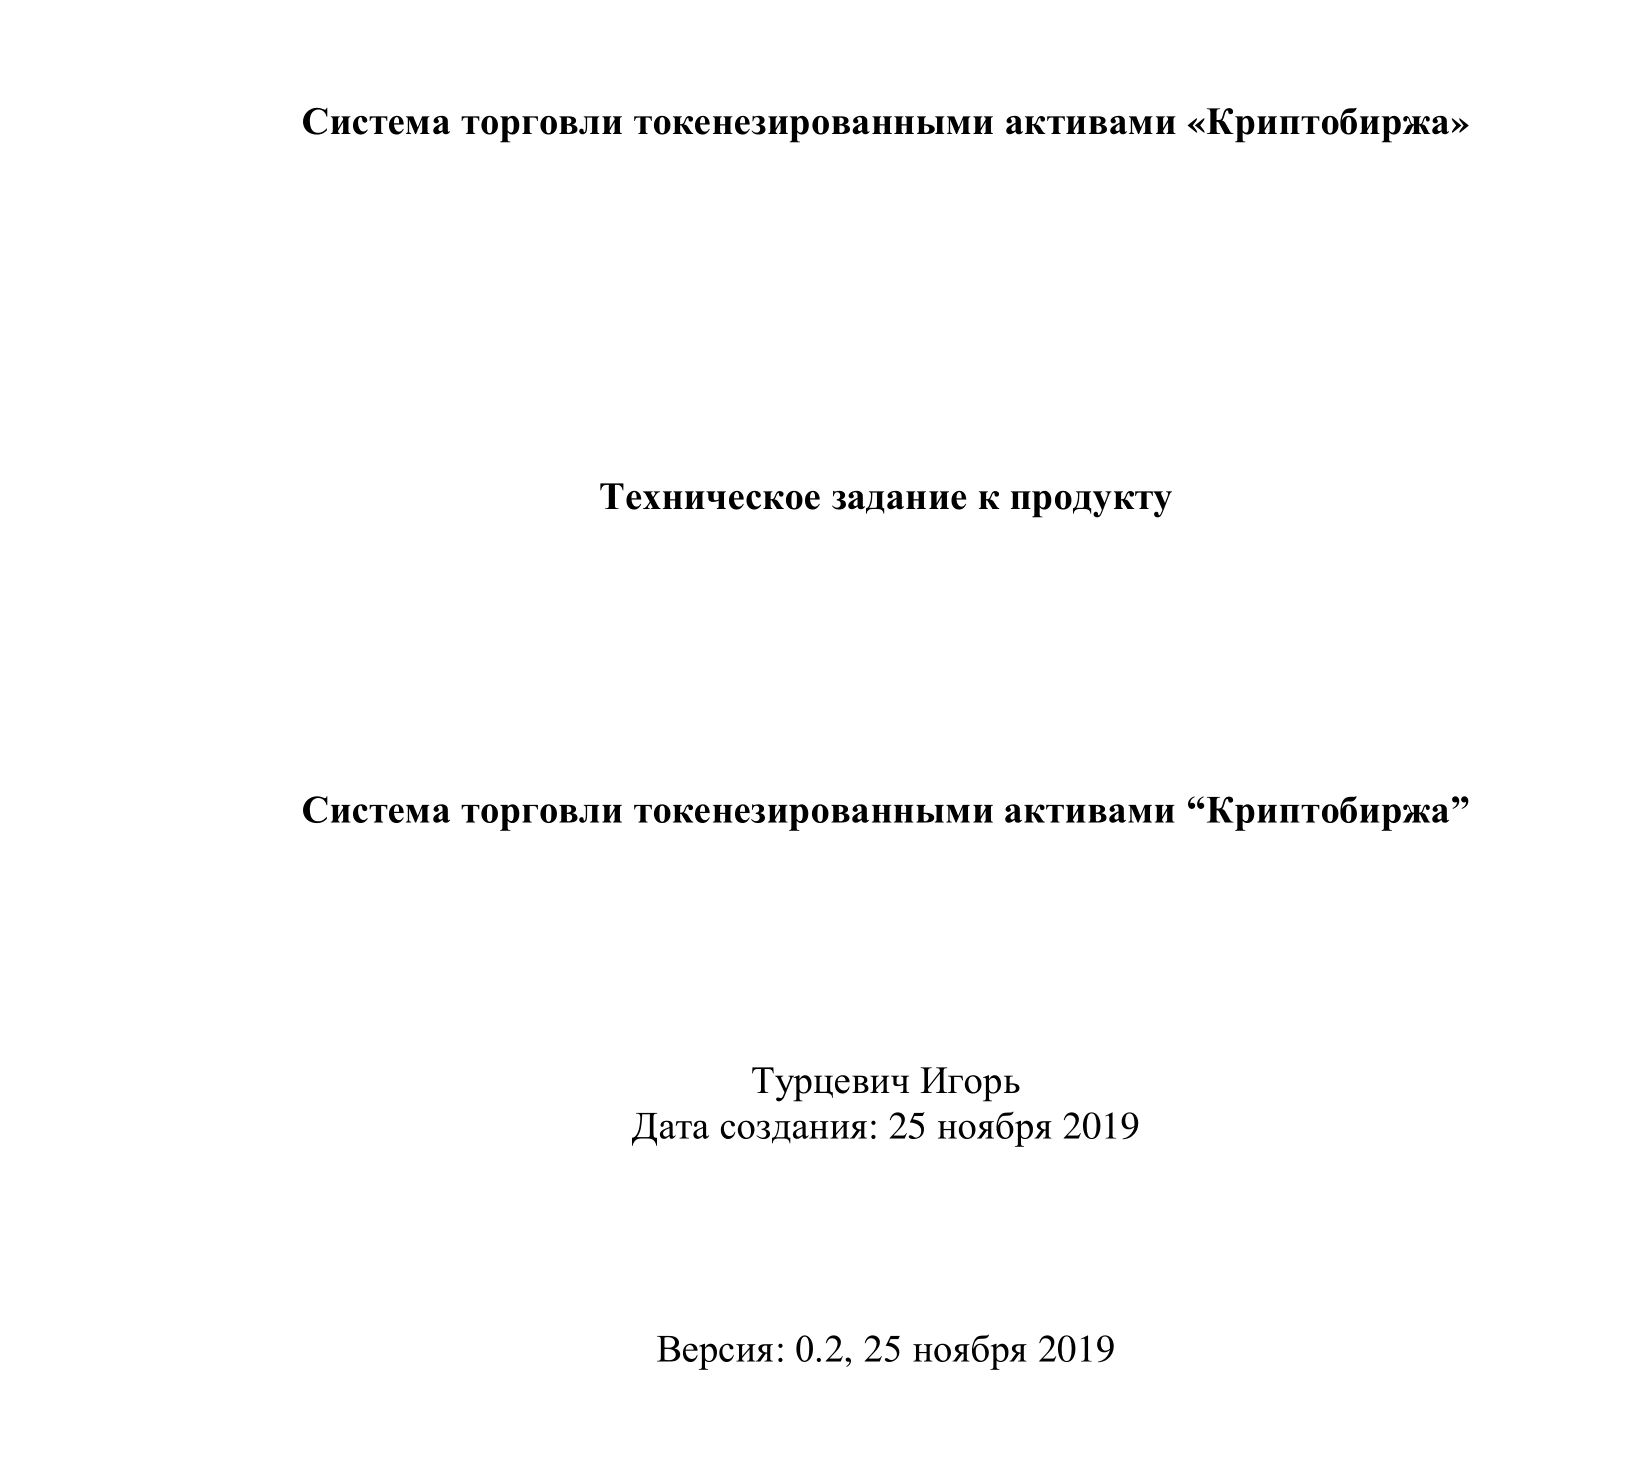 Система торговли токенезированными активами «Криптобиржа»
Техническое задание к продукту
Система торговли токенезированными активами “Криптобиржа”
Турцевич Игорь
Дата создания: 25 ноября 2019
Версия: 0.2, 25 ноября 2019